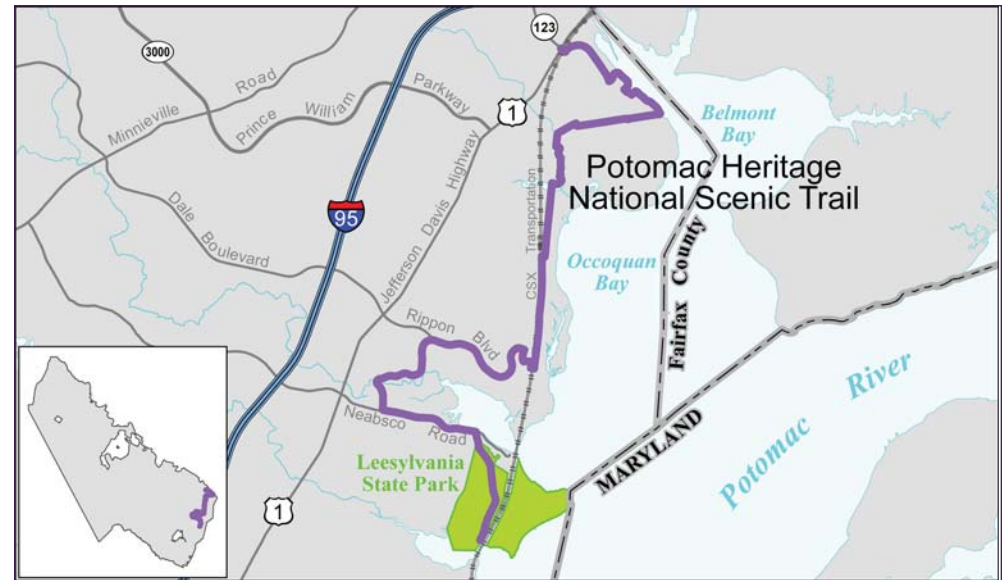 123
3000
Minnieville Road
Prince William Parkway
1
Belmont
Bay
Potomac Heritage
National Scenic Trail
95
Dale Boulevard
Jefferson Davis Highway
CSX Transportation
Occoquan
Bay
Fairfax County
Rippon Blvd
Neabsco Road
MARYLAND
Potomac River
Leesylvania
State Park
1